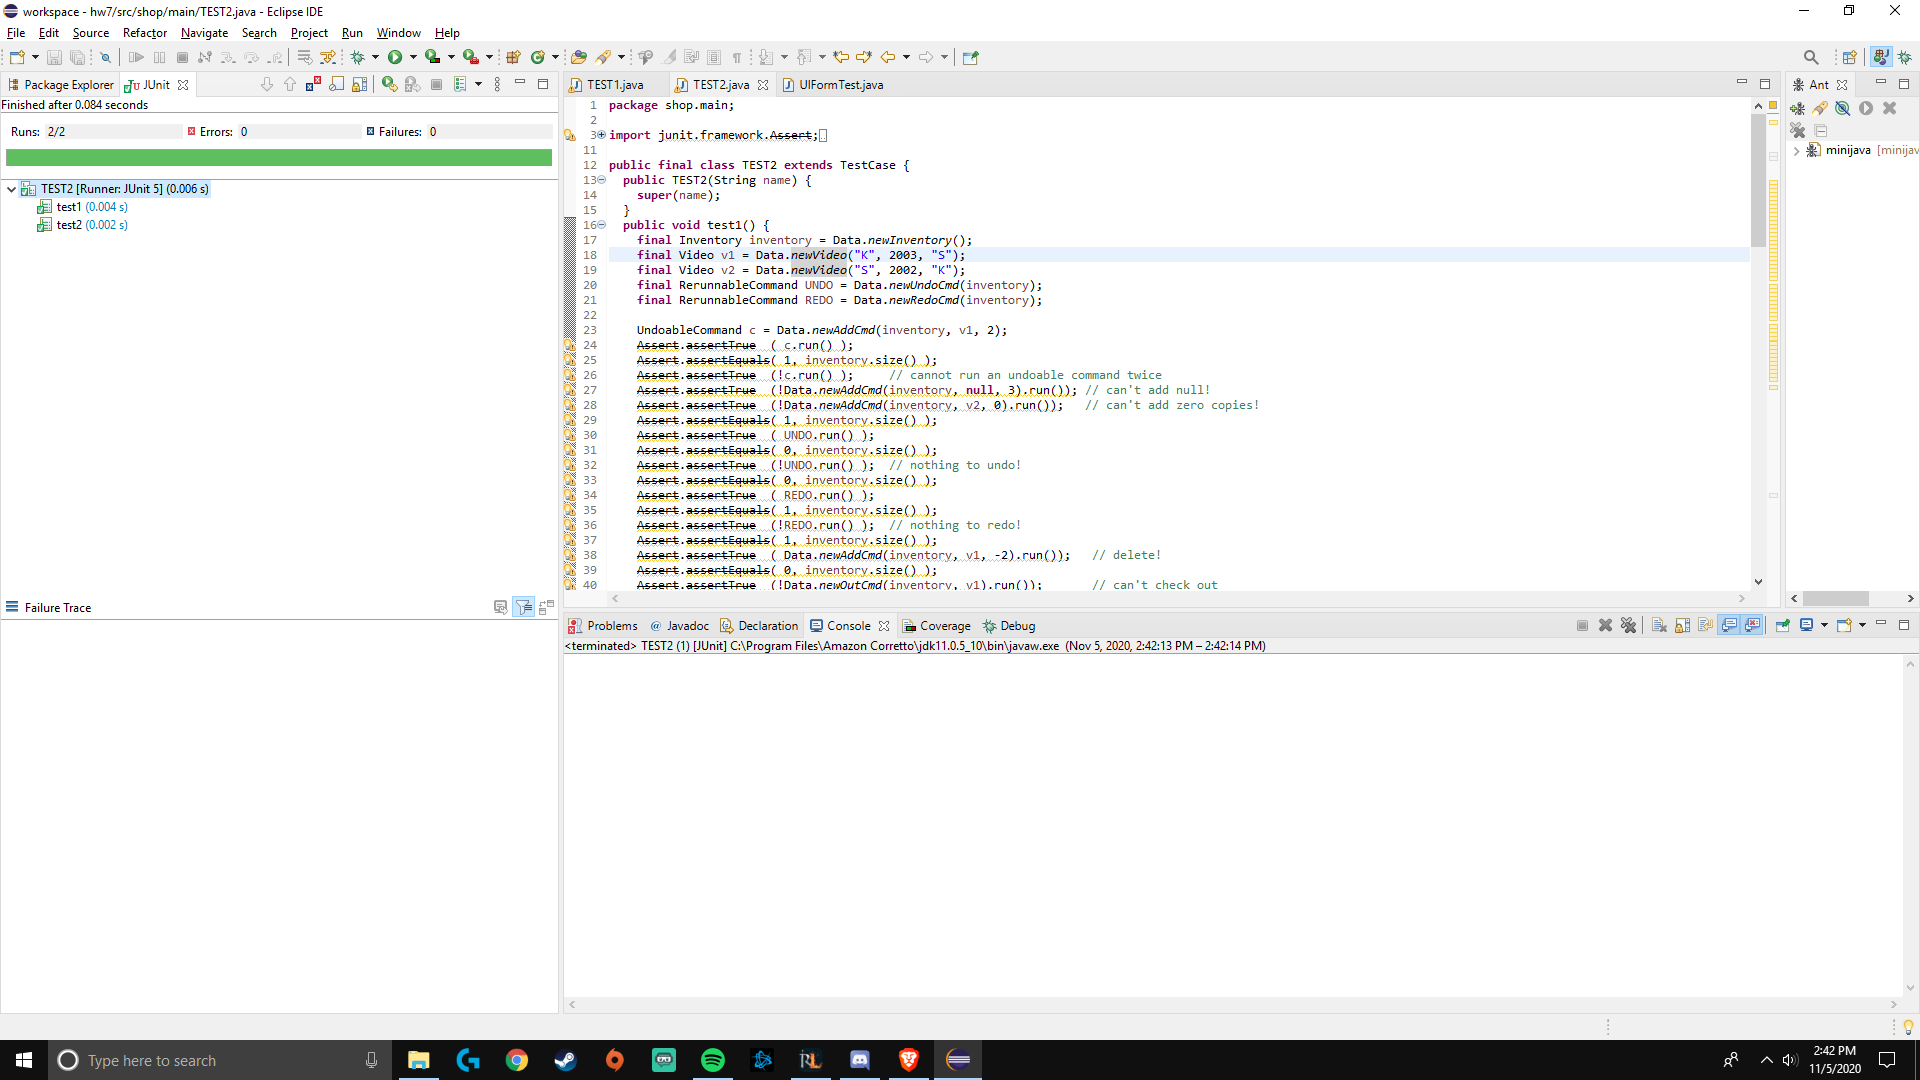 workspace - hw7/src/shop/main/TEST2.java - Eclipse IDE
File Edit Source Refactor Navigate Search Project Run Window Help
Package Explorer JUnit
Finished after 0.084 seconds
Runs: 2/2 Errors: 0 Failures: 0
TEST2 [Runner: JUnit 5] (0.006 s)
test1 (0.004 s)
test2 (0.002 s)
Failure Trace
TEST1.java TEST2.java UIFormTest.java
1 package shop.main;
2
3 import junit.framework.Assert;
11
12 public final class TEST2 extends TestCase {
13 public TEST2(String name) {
14 super(name);
15 }
16 public void test1() {
17 final Inventory inventory = Data.newInventory();
18 final Video v1 = Data.newVideo("K", 2003, "S");
19 final Video v2 = Data.newVideo("S", 2002, "K");
20 final RerunnableCommand UNDO = Data.newUndoCmd(inventory);
21 final RerunnableCommand REDO = Data.newRedoCmd(inventory);
22
23 UndoableCommand c = Data.newAddCmd(inventory, v1, 2);
24 Assert.assertTrue ( c.run() );
25 Assert.assertEquals( 1, inventory.size() );
26 Assert.assertTrue (!c.run() ); // cannot run an undoable command twice
27 Assert.assertTrue (!Data.newAddCmd(inventory, null, 3).run()); // can't add null!
28 Assert.assertTrue (!Data.newAddCmd(inventory, v2, 0).run()); // can't add zero copies!
29 Assert.assertEquals( 1, inventory.size() );
30 Assert.assertTrue ( UNDO.run() );
31 Assert.assertEquals( 0, inventory.size() );
32 Assert.assertTrue (!UNDO.run() ); // nothing to undo!
33 Assert.assertEquals( 0, inventory.size() );
34 Assert.assertTrue ( REDO.run() );
35 Assert.assertEquals( 1, inventory.size() );
36 Assert.assertTrue (!REDO.run() ); // nothing to redo!
37 Assert.assertEquals( 1, inventory.size() );
38 Assert.assertTrue ( Data.newAddCmd(inventory, v1, -2).run()); // delete!
39 Assert.assertEquals( 0, inventory.size() );
40 Assert.assertTrue (!Data.newOutCmd(inventory, v1).run()); // can't check out
Ant
minijava [minijav
Problems Javadoc Declaration Console Coverage Debug
<terminated> TEST2 (1) [JUnit] C:\Program Files\Amazon Corretto\jdk11.0.5_10\bin\javaw.exe (Nov 5, 2020, 2:42:13 PM – 2:42:14 PM)
Type here to search
2:42 PM
11/5/2020